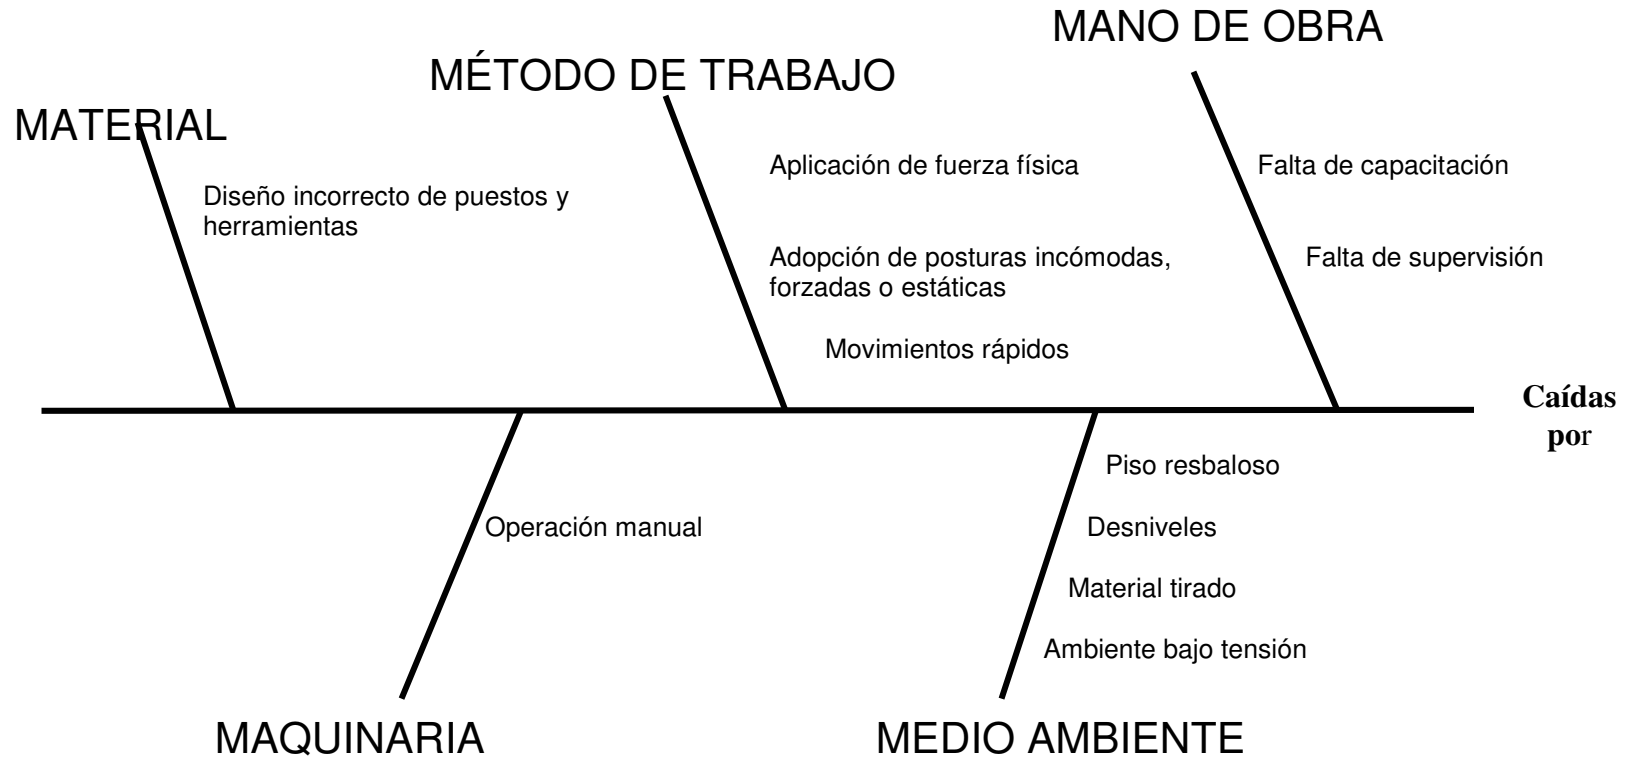 MANO DE OBRA
MÉTODO DE TRABAJO
MATERIAL
Aplicación de fuerza física
Falta de capacitación
Diseño incorrecto de puestos y
herramientas
Adopción de posturas incómodas,
forzadas o estáticas
Falta de supervisión
Movimientos rápidos
Caídas
por
Piso resbaloso
Operación manual
Desniveles
Material tirado
Ambiente bajo tensión
MAQUINARIA
MEDIO AMBIENTE